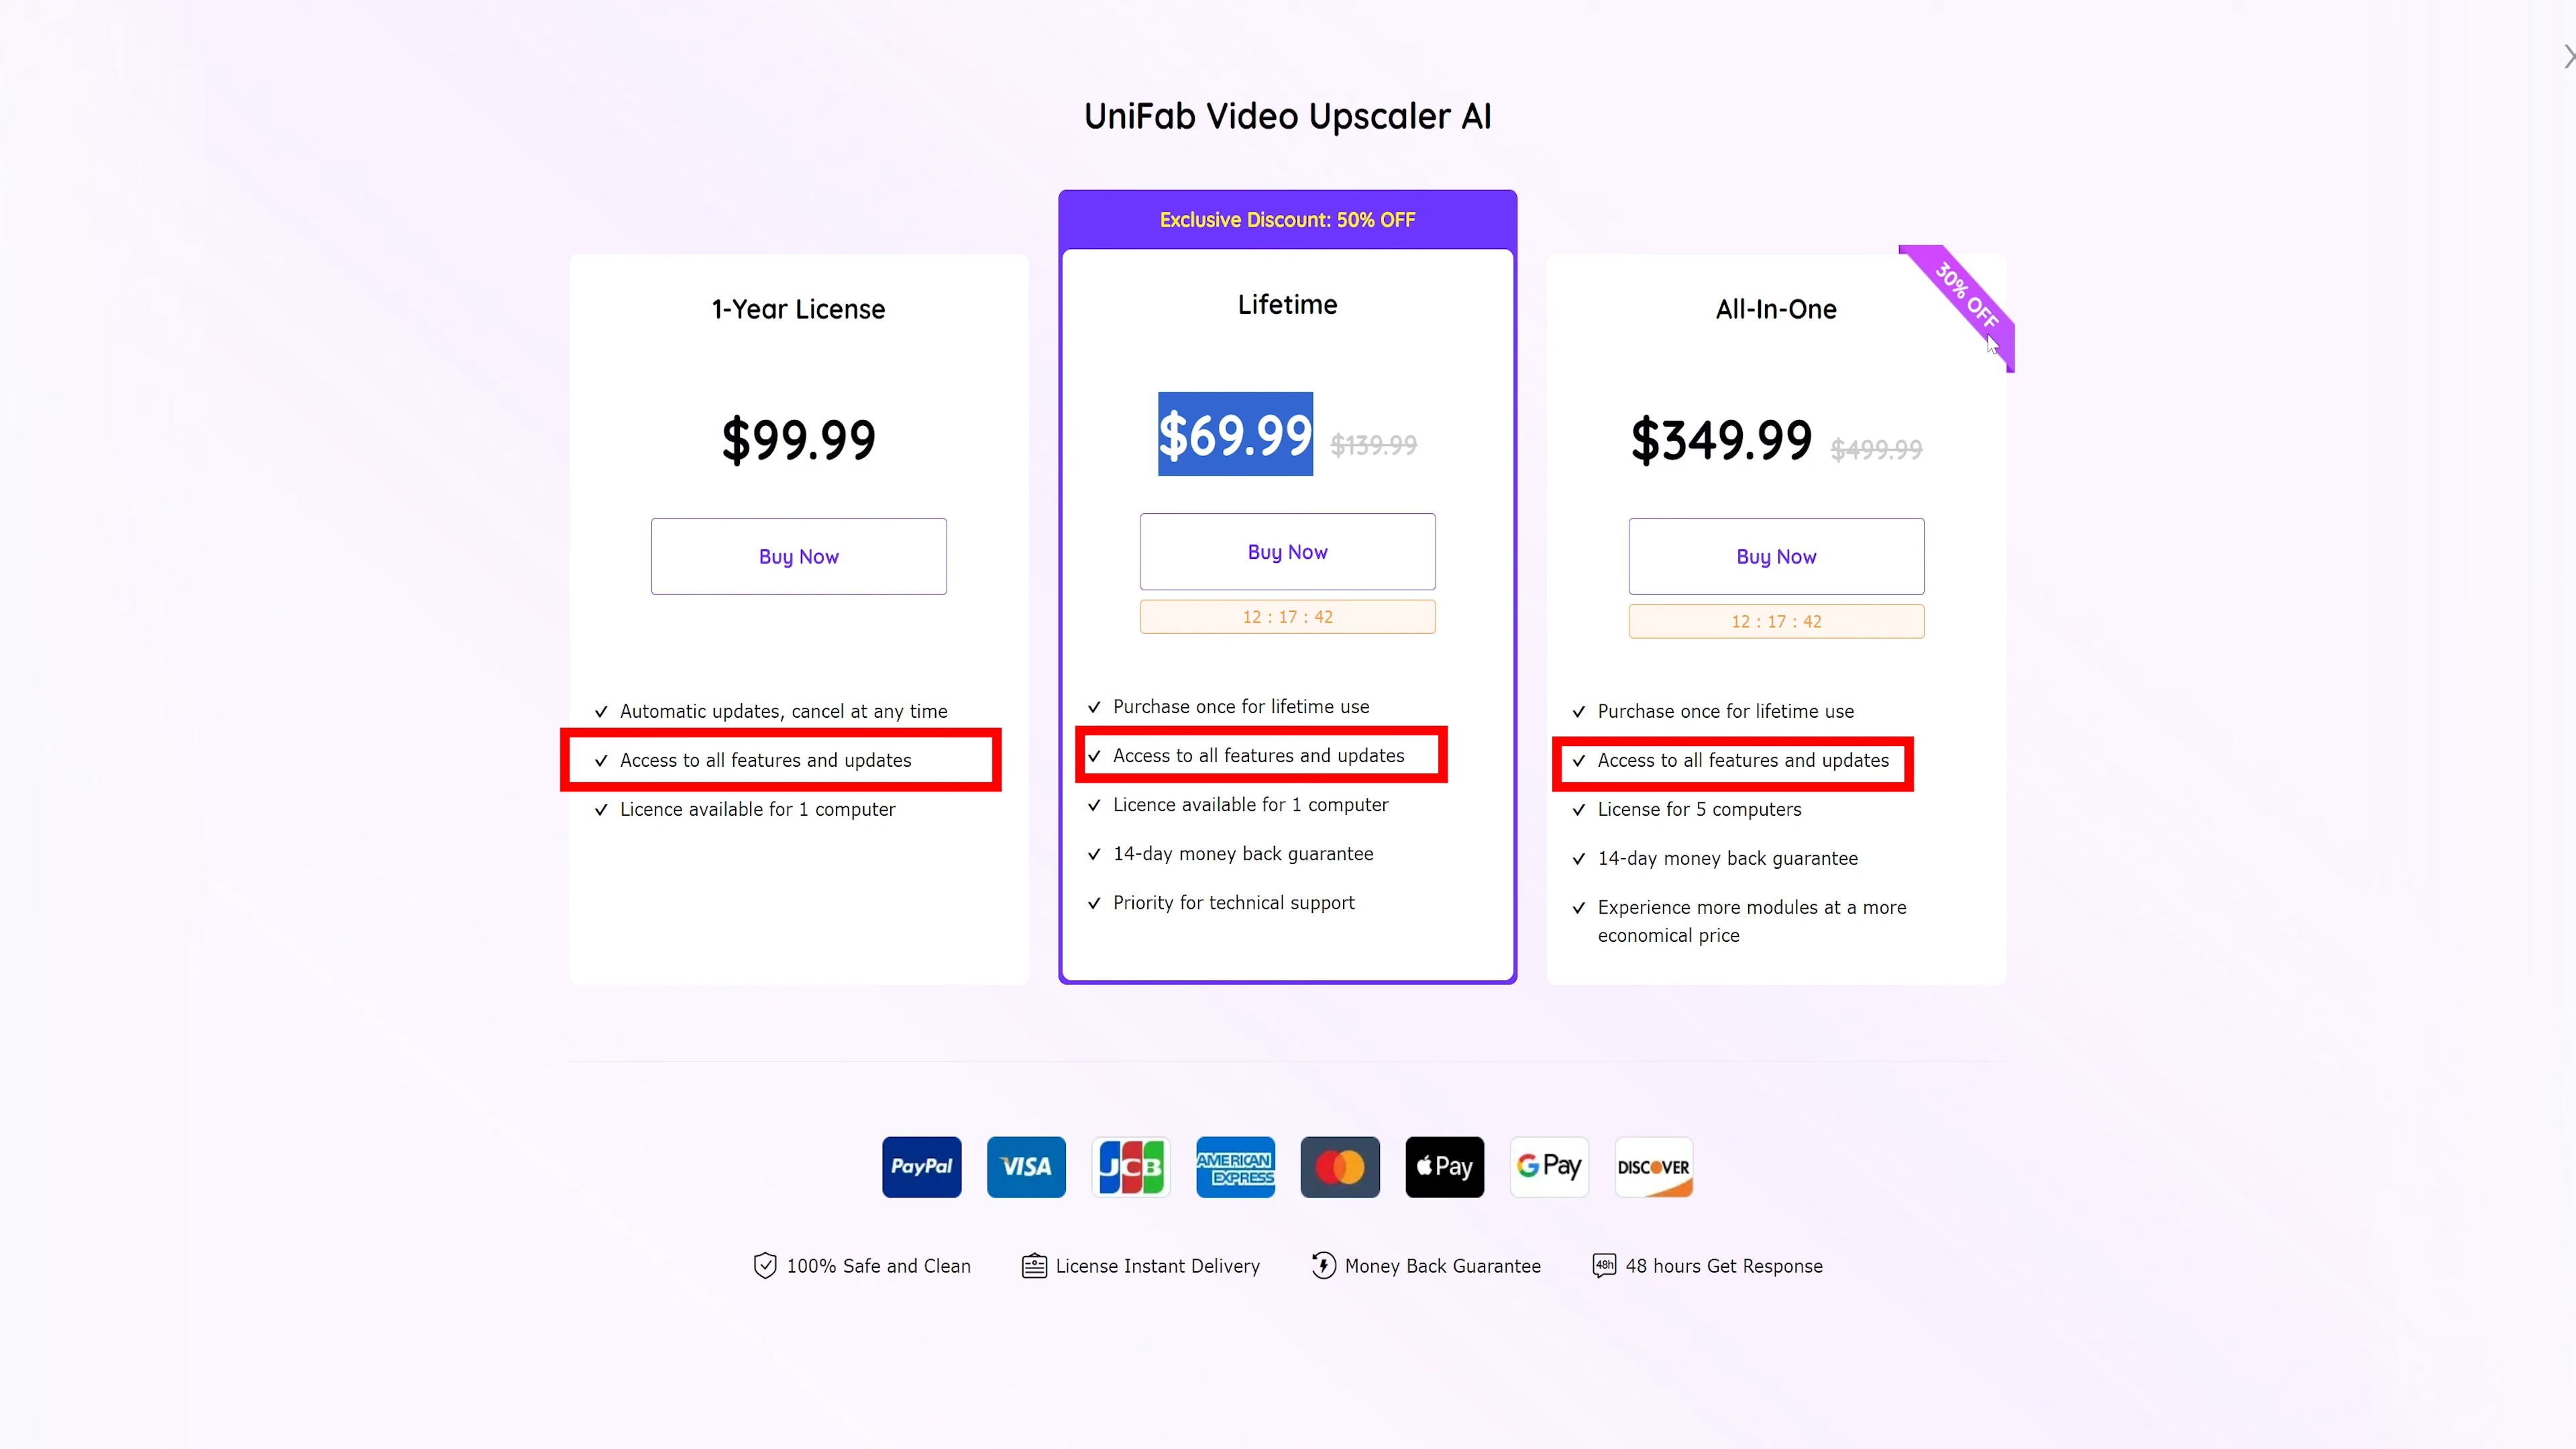 UniFab Video Upscaler AI
Exclusive Discount: 50% OFF
1-Year License
$99.99
Buy Now
Automatic updates, cancel at any time
Access to all features and updates
Licence available for 1 computer
Lifetime
$69.99 $139.99
Buy Now
12 : 17 : 42
Purchase once for lifetime use
Access to all features and updates
Licence available for 1 computer
14-day money back guarantee
Priority for technical support
30% OFF
All-In-One
$349.99 $499.99
Buy Now
12 : 17 : 42
Purchase once for lifetime use
Access to all features and updates
License for 5 computers
14-day money back guarantee
Experience more modules at a more
economical price
PayPal VISA JCB AMERICAN EXPRESS Pay G Pay DISCOVER
100% Safe and Clean License Instant Delivery Money Back Guarantee 48h 48 hours Get Response